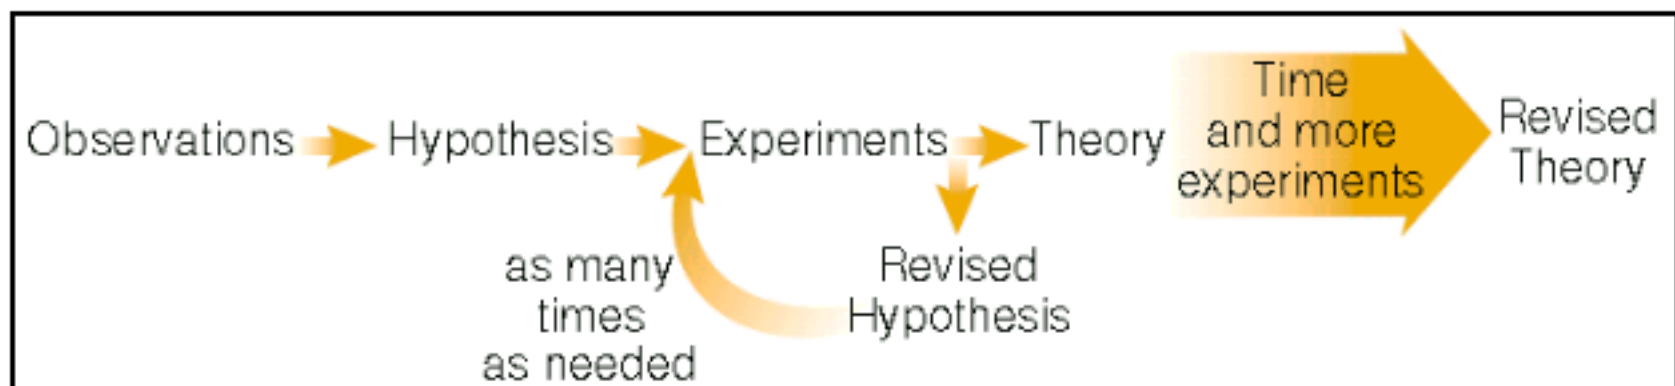 Observations
Hypothesis
Experiments
Theory
Time
and more
experiments
Revised
Theory
Revised
Hypothesis
as many
times
as needed